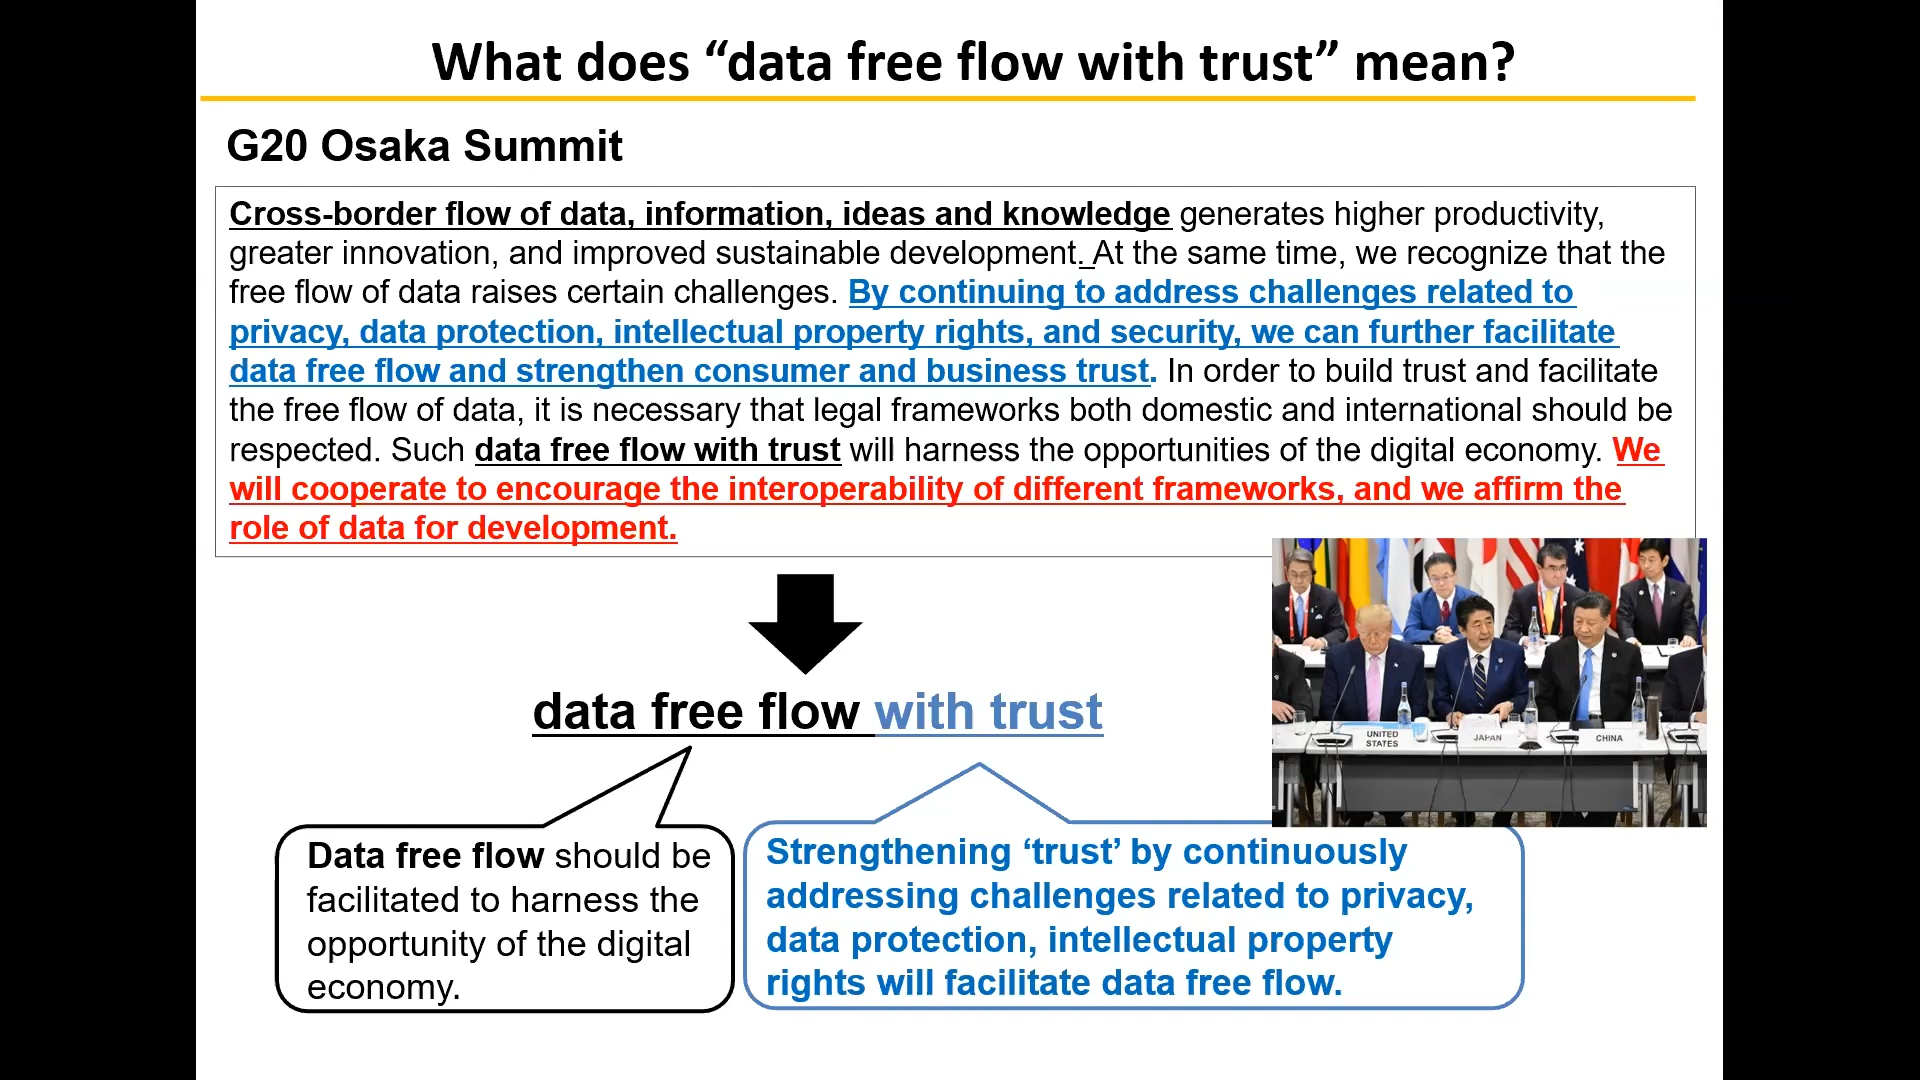 What does “data free flow with trust” mean?
G20 Osaka Summit
Cross-border flow of data, information, ideas and knowledge generates higher productivity,
greater innovation, and improved sustainable development. At the same time, we recognize that the
free flow of data raises certain challenges. By continuing to address challenges related to
privacy, data protection, intellectual property rights, and security, we can further facilitate
data free flow and strengthen consumer and business trust. In order to build trust and facilitate
the free flow of data, it is necessary that legal frameworks both domestic and international should be
respected. Such data free flow with trust will harness the opportunities of the digital economy. We
will cooperate to encourage the interoperability of different frameworks, and we affirm the
role of data for development.
UNITED
STATES
JAPAN
CHINA
data free flow with trust
Data free flow should be
facilitated to harness the
opportunity of the digital
economy.
Strengthening ‘trust’ by continuously
addressing challenges related to privacy,
data protection, intellectual property
rights will facilitate data free flow.